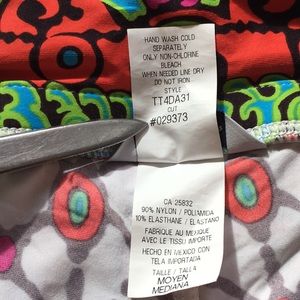 HAND WASH COLD
SEPARATELY
ONLY NON-CHLORINE
BLEACH
WHEN NEEDED LINE DRY
DO NOT IRON
STYLE
TT4DA31
CUT
#029373
CA 25832
90% NYLON / POLIAMIDA
10% ELASTHANE / ELASTANO
FABRIQUÉ AU MEXIQUE
AVEC LE TISSU IMPORTÉ
HECHO EN MEXICO CON
TELA IMPORTADA
TAILLE / TALLA
MOYEN
MEDIANA